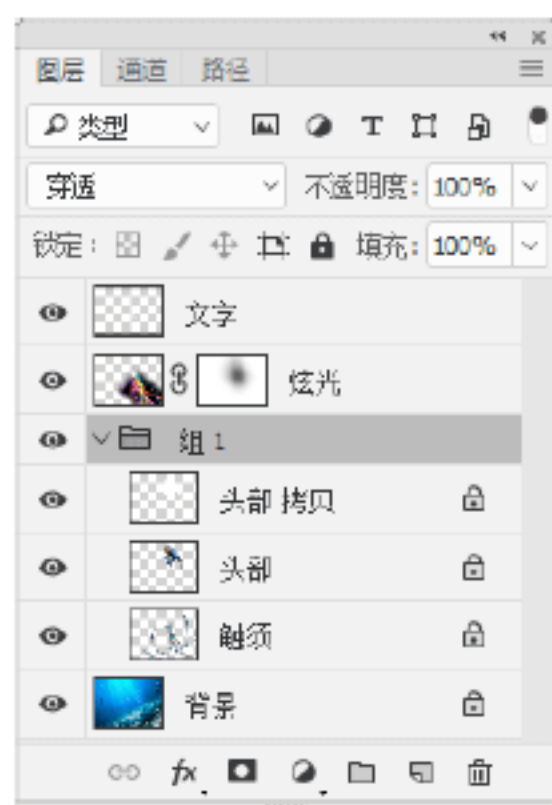 图层 通道 路径
类型 T
穿透 不透明度: 100%
锁定: 填充: 100%
文字
炫光
组 1
头部 拷贝
头部
触须
背景
fx